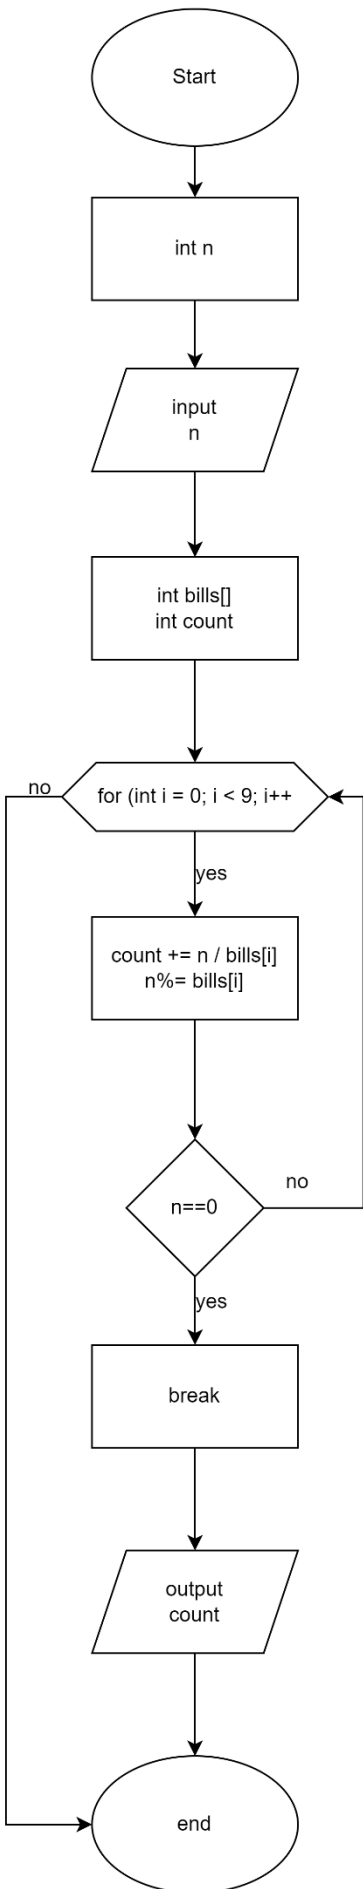 Start
int n
input
n
int bills[]
int count
no
for (int i = 0; i < 9; i++
yes
count += n / bills[i]
n%= bills[i]
no
n==0
yes
break
output
count
end